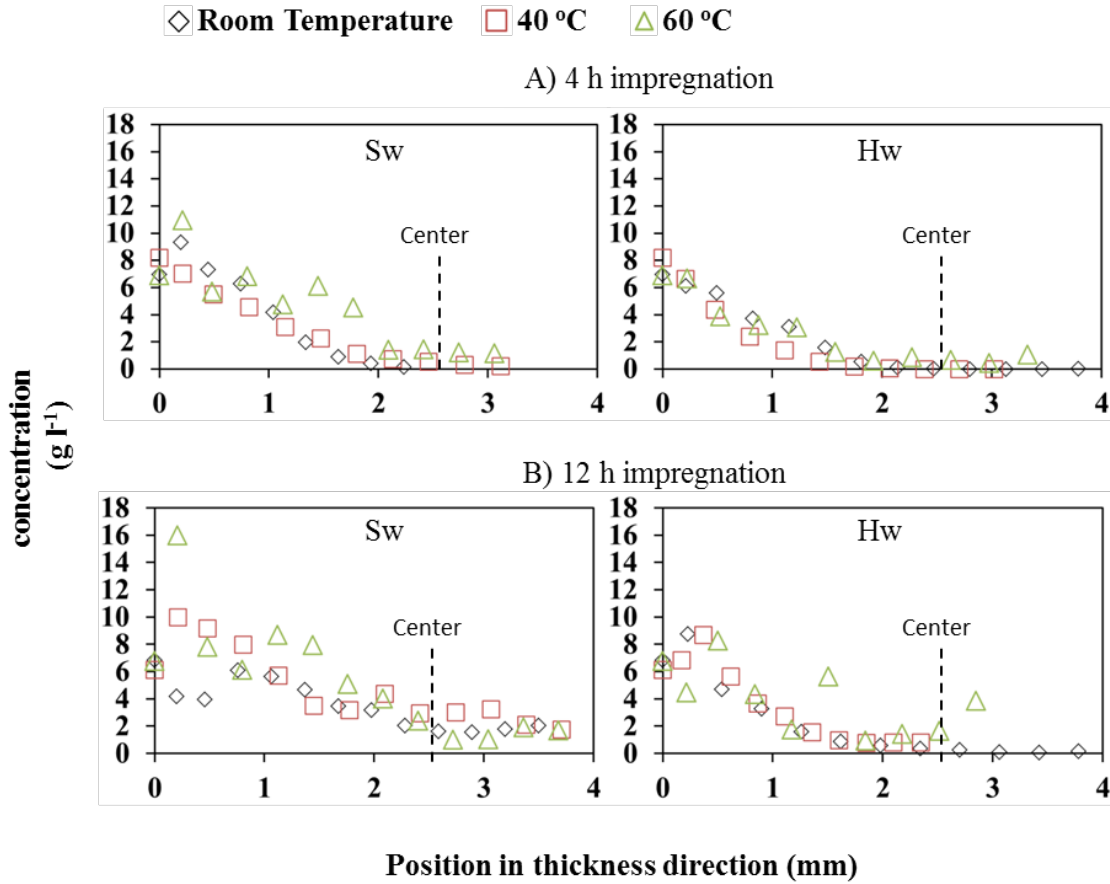 Room Temperature 40 ºC 60 ºC
A) 4 h impregnation
18 18
16 Sw 16 Hw
14 14
12 12
10 Center 10 Center
8 8
6 6
4 4
2 2
0 0
0 1 2 3 4 0 1 2 3 4
concentration
(g l-1)
B) 12 h impregnation
18 18
16 Sw 16 Hw
14 14
12 12
10 Center 10 Center
8 8
6 6
4 4
2 2
0 0
0 1 2 3 4 0 1 2 3 4
Position in thickness direction (mm)